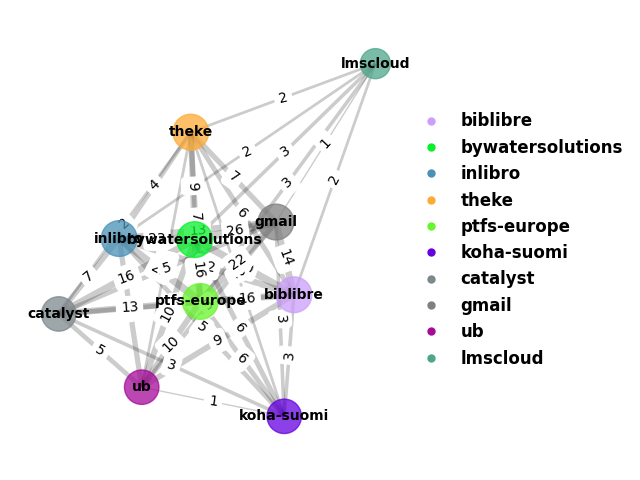 lmscloud
2
theke
2
3
1
4
9
7
3
2
7
6
gmail
inlibro
bywatersolutions
26
22
14
7
16
5
16
2
biblibre
ptfs-europe
16
catalyst
13
10
5
6
3
9
5
10
3
6
3
ub
1
koha-suomi
biblibre
bywatersolutions
inlibro
theke
ptfs-europe
koha-suomi
catalyst
gmail
ub
lmscloud